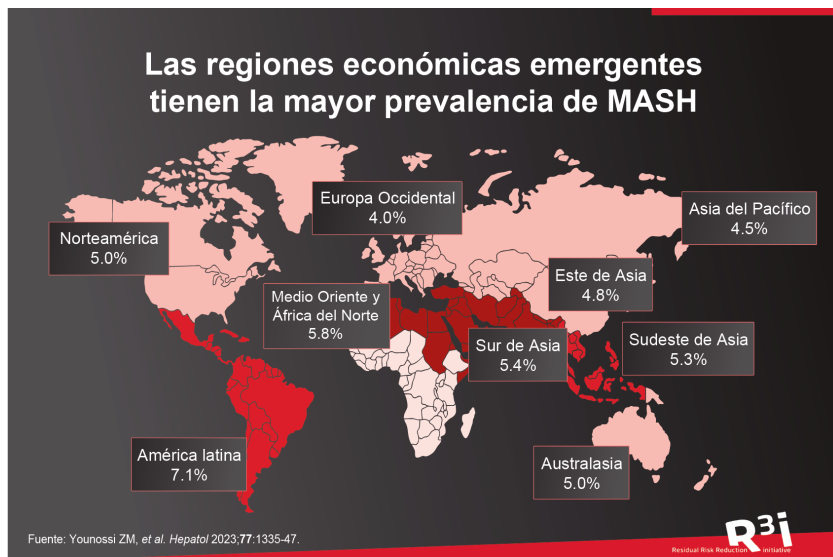 Las regiones económicas emergentes
tienen la mayor prevalencia de MASH
Europa Occidental
4.0%
Asia del Pacífico
4.5%
Norteamérica
5.0%
Este de Asia
4.8%
Medio Oriente y
África del Norte
5.8%
Sur de Asia
5.4%
Sudeste de Asia
5.3%
América latina
7.1%
Australasia
5.0%
Fuente: Younossi ZM, et al. Hepatol 2023;77:1335-47.
R3i
Residual Risk Reduction initiative